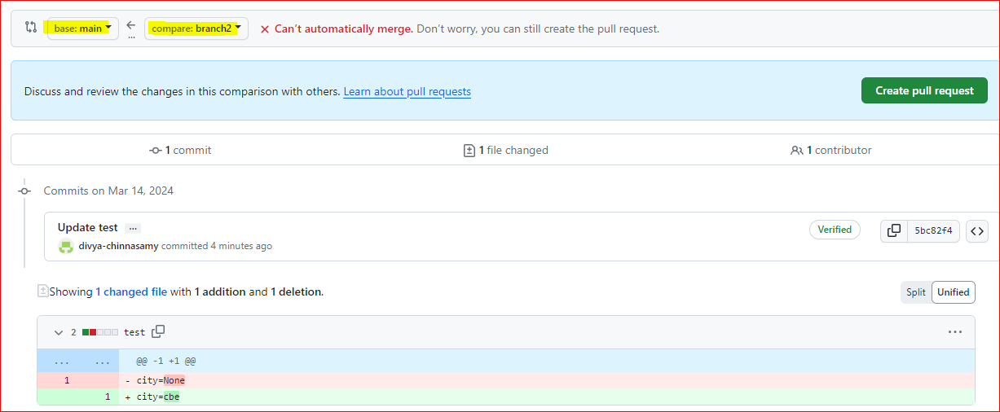 base: main compare: branch2 Can't automatically merge. Don't worry, you can still create the pull request.
...
Discuss and review the changes in this comparison with others. Learn about pull requests Create pull request
1 commit 1 file changed 1 contributor
Commits on Mar 14, 2024
Update test ...
divya-chinnasamy committed 4 minutes ago Verified 5bc82f4
Showing 1 changed file with 1 addition and 1 deletion. Split Unified
2 test ...
... ... @@ -1 +1 @@
1 - city=None
1 + city=cbe